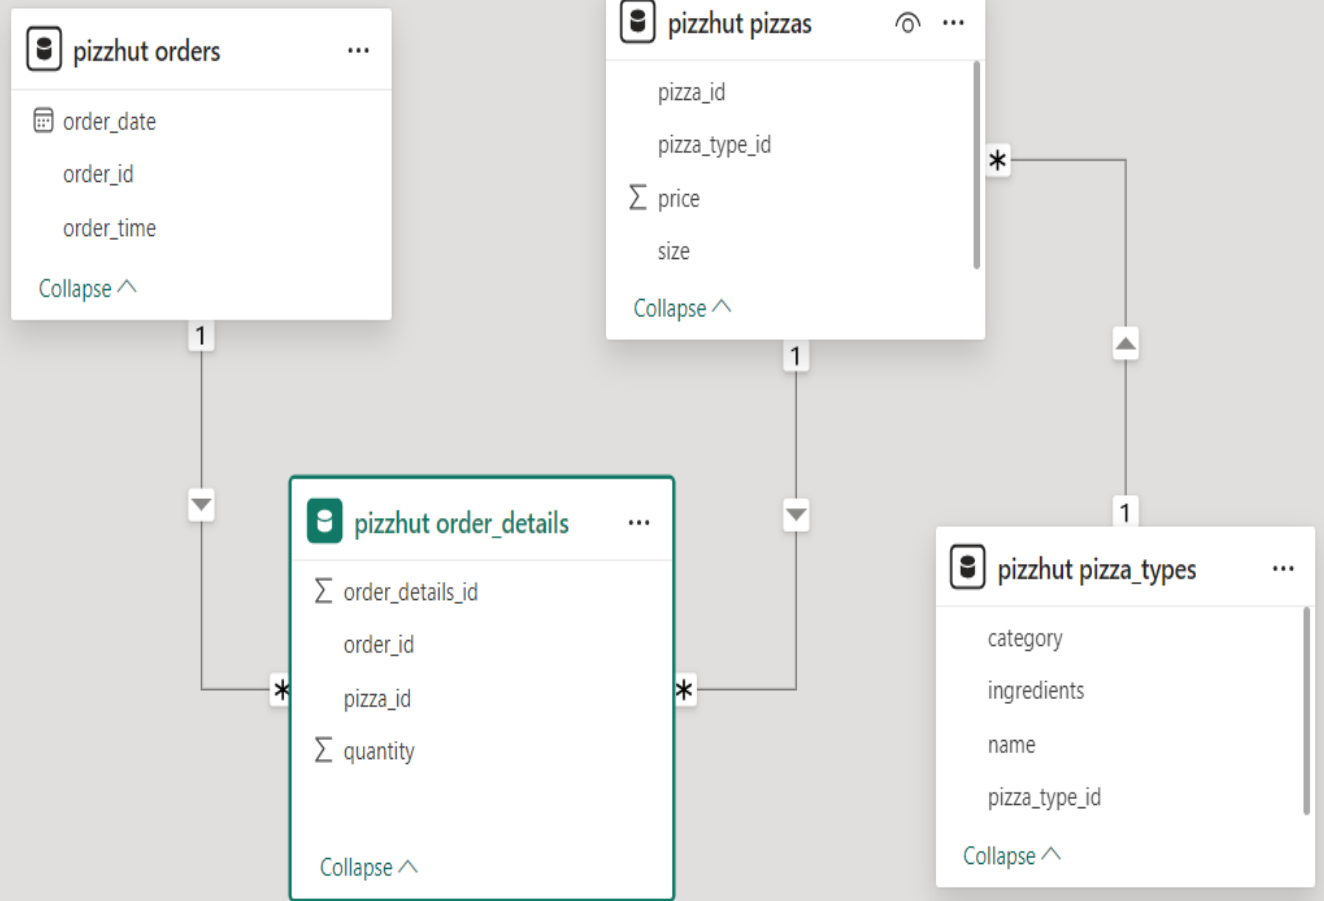 pizzhut orders
order_date
order_id
order_time
Collapse
1
*
pizzhut pizzas
pizza_id
pizza_type_id
price
size
Collapse
1
*
*
1
pizzhut order_details
order_details_id
order_id
pizza_id
quantity
Collapse
pizzhut pizza_types
category
ingredients
name
pizza_type_id
Collapse